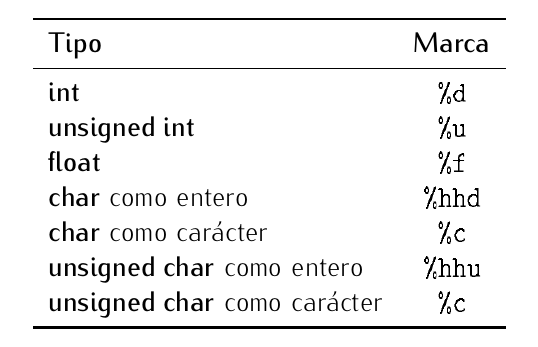 Tipo Marca
int %d
unsigned int %u
float %f
char como entero %hhd
char como carácter %c
unsigned char como entero %hhu
unsigned char como carácter %c